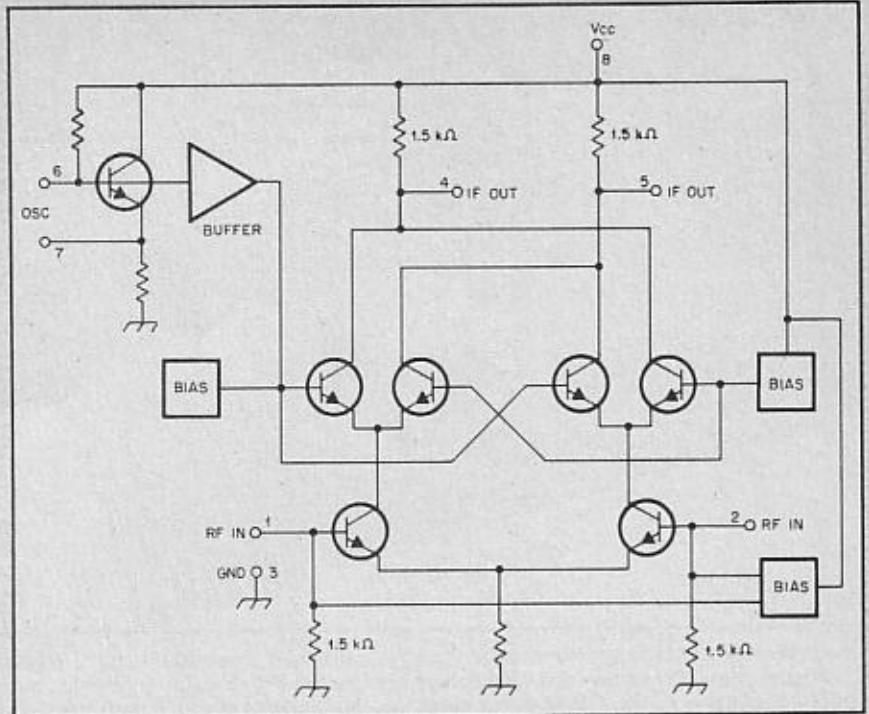 Vcc
8
1.5 kΩ
1.5 kΩ
6
4
IF OUT
5
IF OUT
OSC
BUFFER
7
BIAS
BIAS
RF IN
1
2
RF IN
GND
3
BIAS
1.5 kΩ
1.5 kΩ